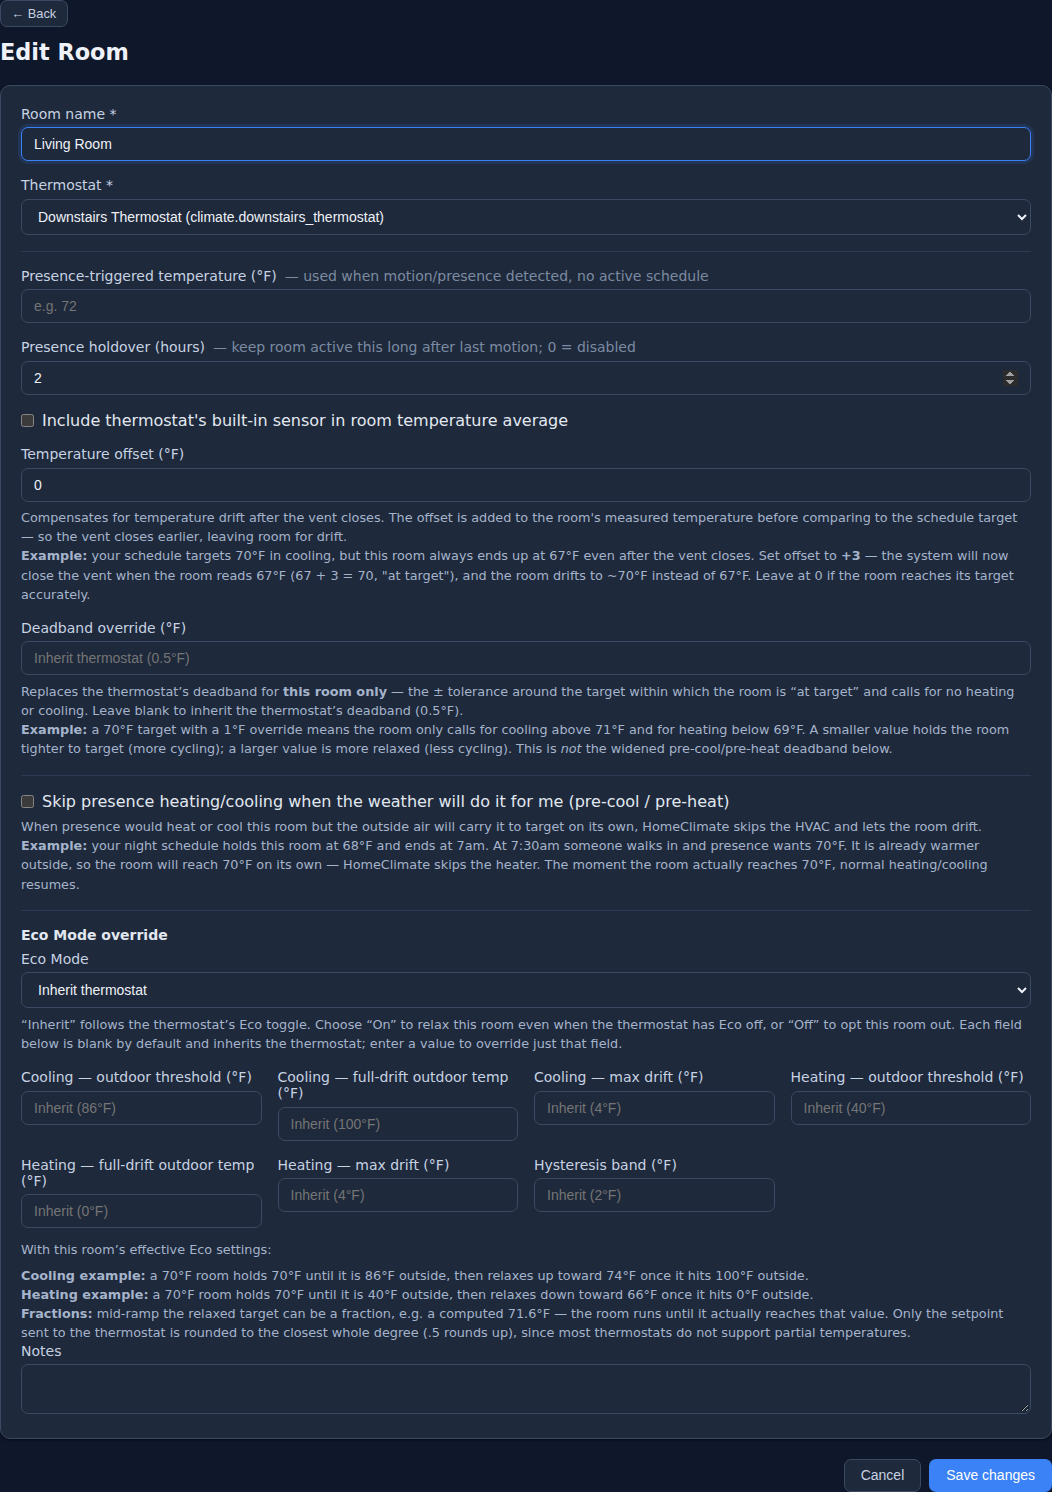 ← Back
Edit Room
Room name *
Living Room
Thermostat *
Downstairs Thermostat (climate.downstairs_thermostat)
Presence-triggered temperature (°F) — used when motion/presence detected, no active schedule
e.g. 72
Presence holdover (hours) — keep room active this long after last motion; 0 = disabled
2
Include thermostat's built-in sensor in room temperature average
Temperature offset (°F)
0
Compensates for temperature drift after the vent closes. The offset is added to the room's measured temperature before comparing to the schedule target
— so the vent closes earlier, leaving room for drift.
Example: your schedule targets 70°F in cooling, but this room always ends up at 67°F even after the vent closes. Set offset to +3 — the system will now
close the vent when the room reads 67°F (67 + 3 = 70, "at target"), and the room drifts to ~70°F instead of 67°F. Leave at 0 if the room reaches its target
accurately.
Deadband override (°F)
Inherit thermostat (0.5°F)
Replaces the thermostat’s deadband for this room only — the ± tolerance around the target within which the room is “at target” and calls for no heating
or cooling. Leave blank to inherit the thermostat’s deadband (0.5°F).
Example: a 70°F target with a 1°F override means the room only calls for cooling above 71°F and for heating below 69°F. A smaller value holds the room
tighter to target (more cycling); a larger value is more relaxed (less cycling). This is not the widened pre-cool/pre-heat deadband below.
Skip presence heating/cooling when the weather will do it for me (pre-cool / pre-heat)
When presence would heat or cool this room but the outside air will carry it to target on its own, HomeClimate skips the HVAC and lets the room drift.
Example: your night schedule holds this room at 68°F and ends at 7am. At 7:30am someone walks in and presence wants 70°F. It is already warmer
outside, so the room will reach 70°F on its own — HomeClimate skips the heater. The moment the room actually reaches 70°F, normal heating/cooling
resumes.
Eco Mode override
Eco Mode
Inherit thermostat
“Inherit” follows the thermostat’s Eco toggle. Choose “On” to relax this room even when the thermostat has Eco off, or “Off” to opt this room out. Each field
below is blank by default and inherits the thermostat; enter a value to override just that field.
Cooling — outdoor threshold (°F)
Inherit (86°F)
Cooling — full-drift outdoor temp
(°F)
Inherit (100°F)
Cooling — max drift (°F)
Inherit (4°F)
Heating — outdoor threshold (°F)
Inherit (40°F)
Heating — full-drift outdoor temp
(°F)
Inherit (0°F)
Heating — max drift (°F)
Inherit (4°F)
Hysteresis band (°F)
Inherit (2°F)
With this room’s effective Eco settings:
Cooling example: a 70°F room holds 70°F until it is 86°F outside, then relaxes up toward 74°F once it hits 100°F outside.
Heating example: a 70°F room holds 70°F until it is 40°F outside, then relaxes down toward 66°F once it hits 0°F outside.
Fractions: mid-ramp the relaxed target can be a fraction, e.g. a computed 71.6°F — the room runs until it actually reaches that value. Only the setpoint
sent to the thermostat is rounded to the closest whole degree (.5 rounds up), since most thermostats do not support partial temperatures.
Notes
Cancel
Save changes